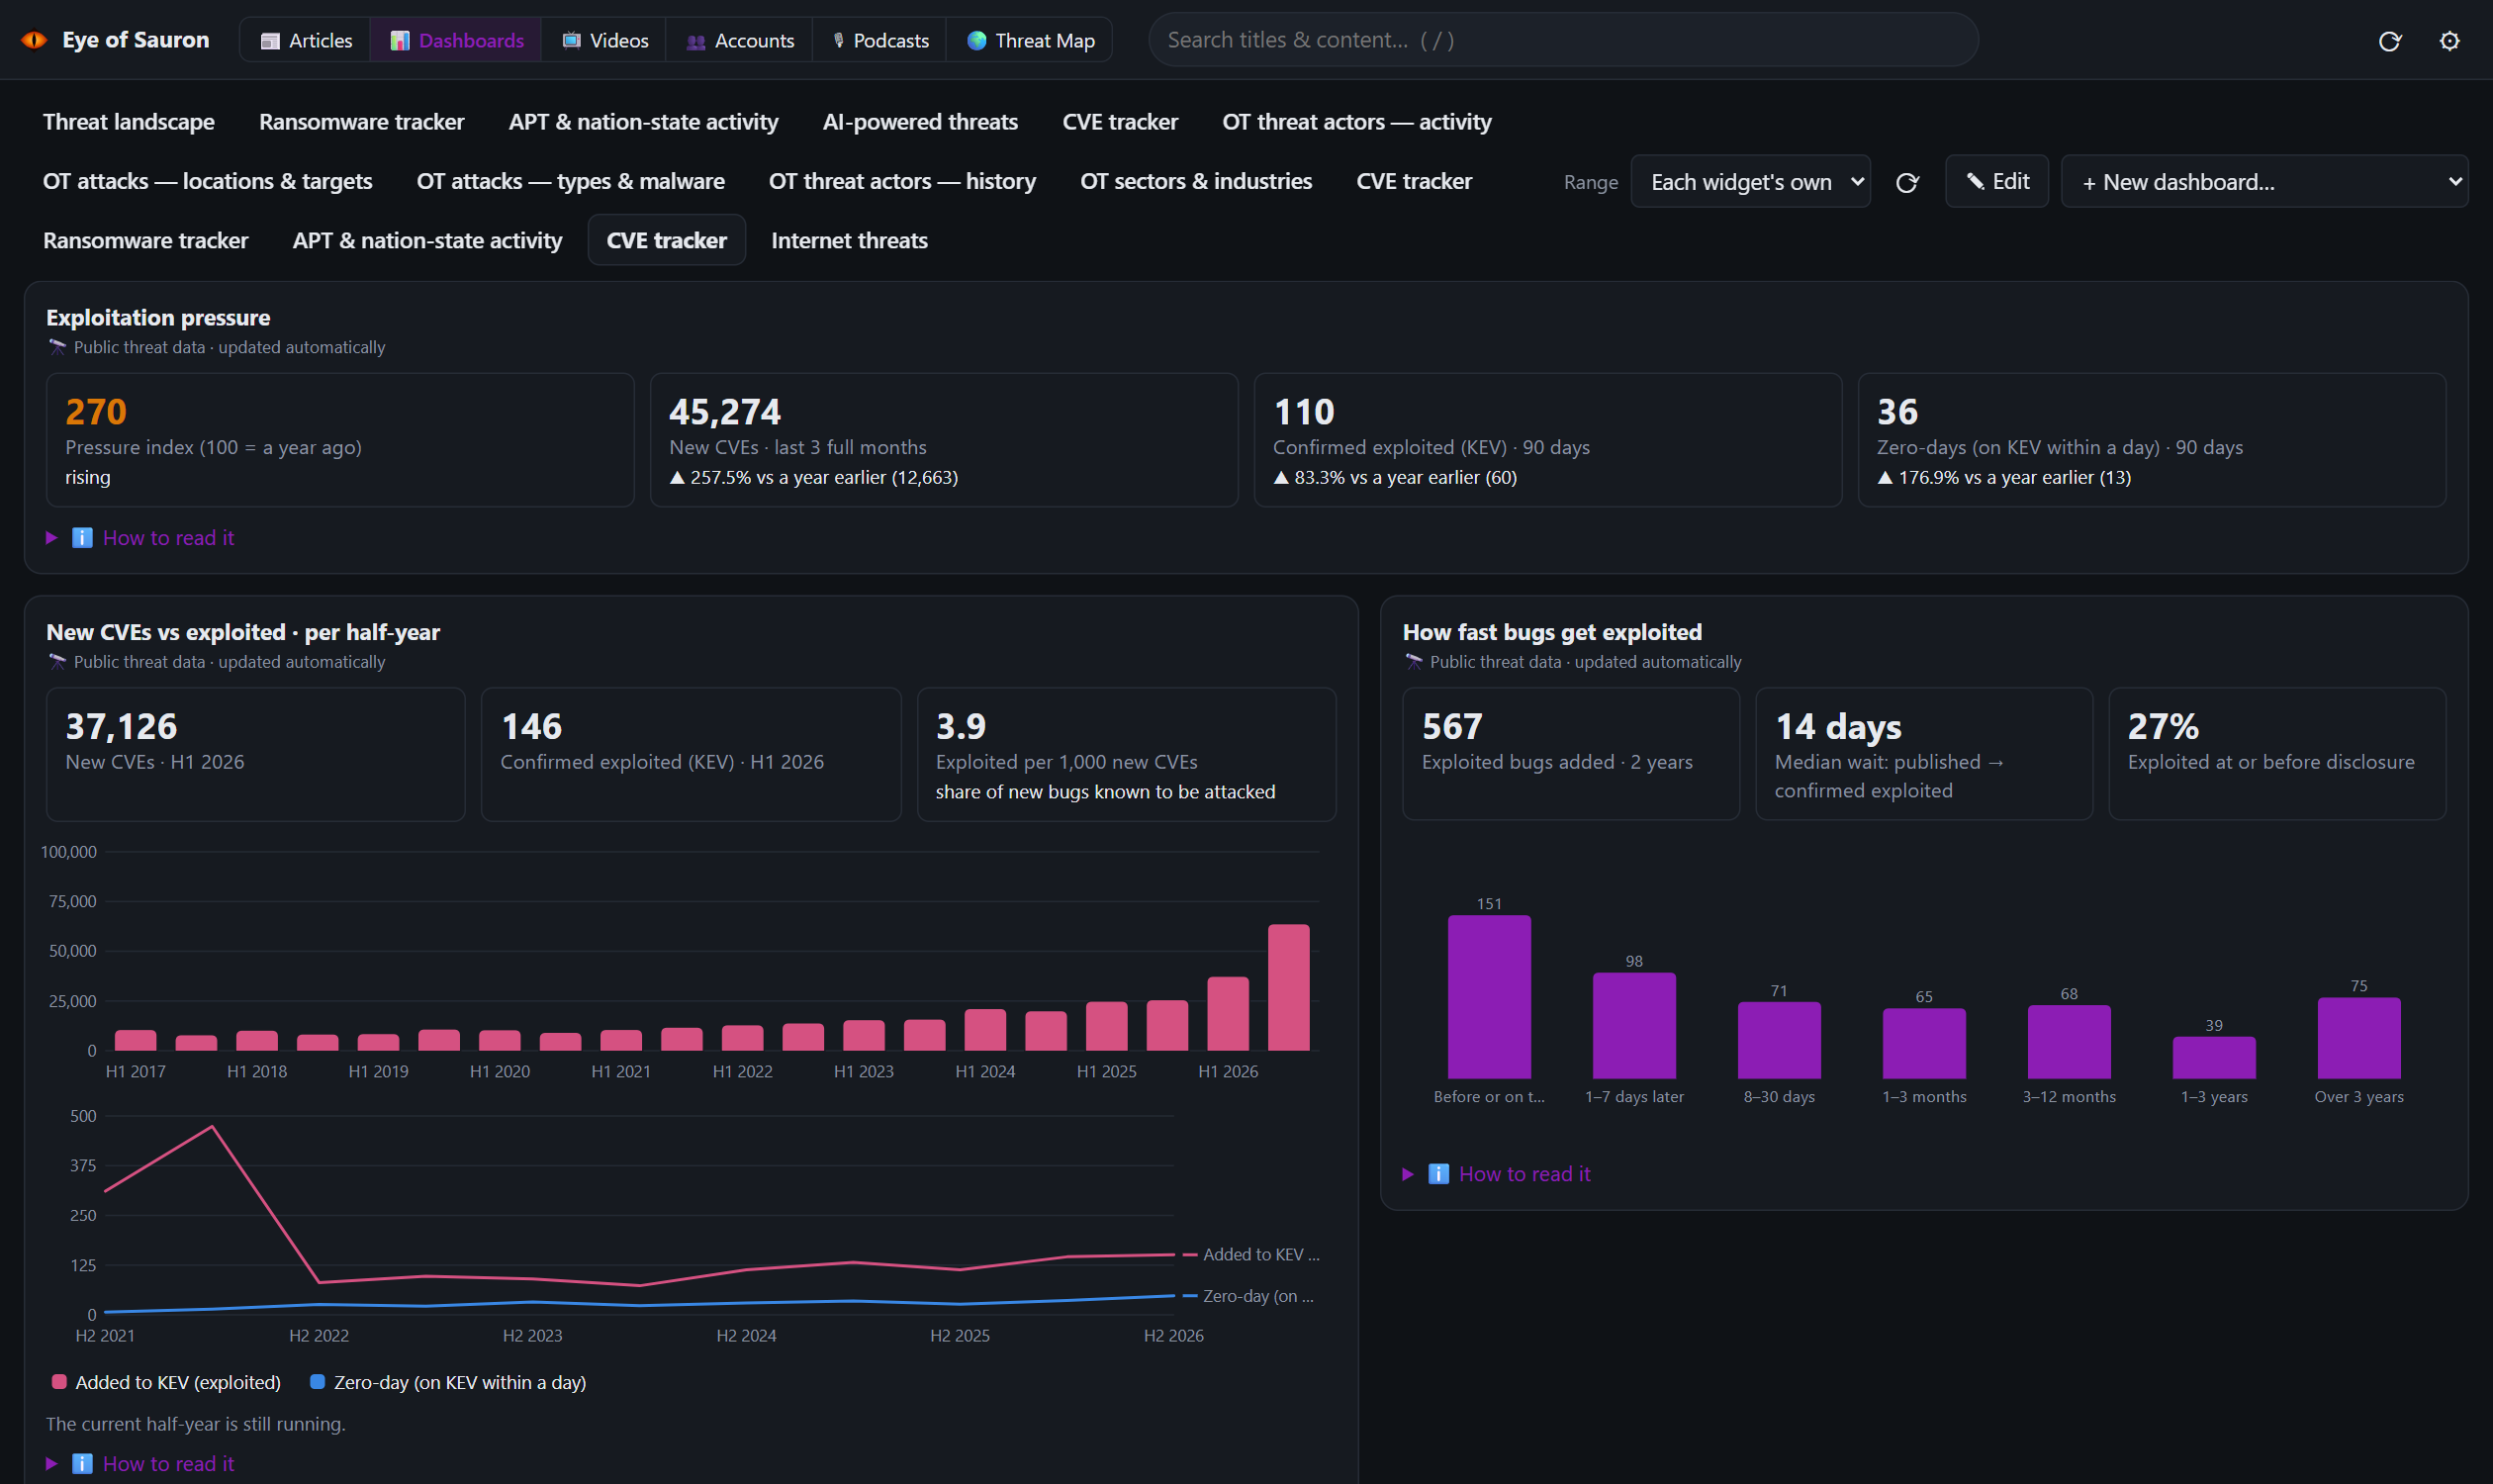 Eye of Sauron
Articles
Dashboards
Videos
Accounts
Podcasts
Threat Map
Search titles & content... ( / )
Threat landscape
Ransomware tracker
APT & nation-state activity
AI-powered threats
CVE tracker
OT threat actors — activity
OT attacks — locations & targets
OT attacks — types & malware
OT threat actors — history
OT sectors & industries
CVE tracker
Range
Each widget's own
Edit
+ New dashboard...
Ransomware tracker
APT & nation-state activity
CVE tracker
Internet threats
Exploitation pressure
Public threat data · updated automatically
270
Pressure index (100 = a year ago)
rising
45,274
New CVEs · last 3 full months
▲ 257.5% vs a year earlier (12,663)
110
Confirmed exploited (KEV) · 90 days
▲ 83.3% vs a year earlier (60)
36
Zero-days (on KEV within a day) · 90 days
▲ 176.9% vs a year earlier (13)
How to read it
New CVEs vs exploited · per half-year
Public threat data · updated automatically
37,126
New CVEs · H1 2026
146
Confirmed exploited (KEV) · H1 2026
3.9
Exploited per 1,000 new CVEs
share of new bugs known to be attacked
100,000
75,000
50,000
25,000
0
H1 2017
H1 2018
H1 2019
H1 2020
H1 2021
H1 2022
H1 2023
H1 2024
H1 2025
H1 2026
500
375
250
125
0
Added to KEV ...
Zero-day (on ...
H2 2021
H2 2022
H2 2023
H2 2024
H2 2025
H2 2026
Added to KEV (exploited)
Zero-day (on KEV within a day)
The current half-year is still running.
How to read it
How fast bugs get exploited
Public threat data · updated automatically
567
Exploited bugs added · 2 years
14 days
Median wait: published →
confirmed exploited
27%
Exploited at or before disclosure
151
98
71
65
68
39
75
Before or on t...
1–7 days later
8–30 days
1–3 months
3–12 months
1–3 years
Over 3 years
How to read it